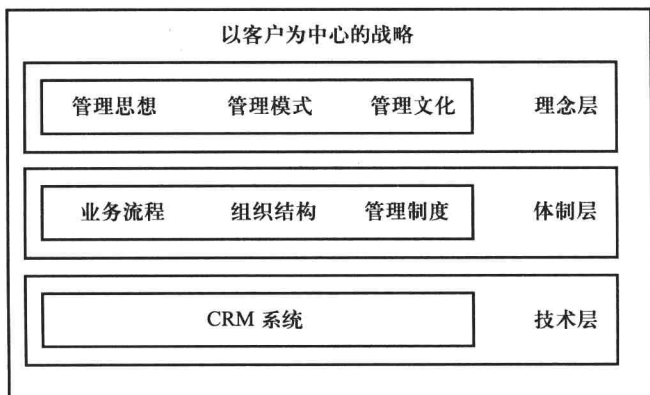 以客户为中心的战略
管理思想 管理模式 管理文化 理念层
业务流程 组织结构 管理制度 体制层
CRM 系统 技术层